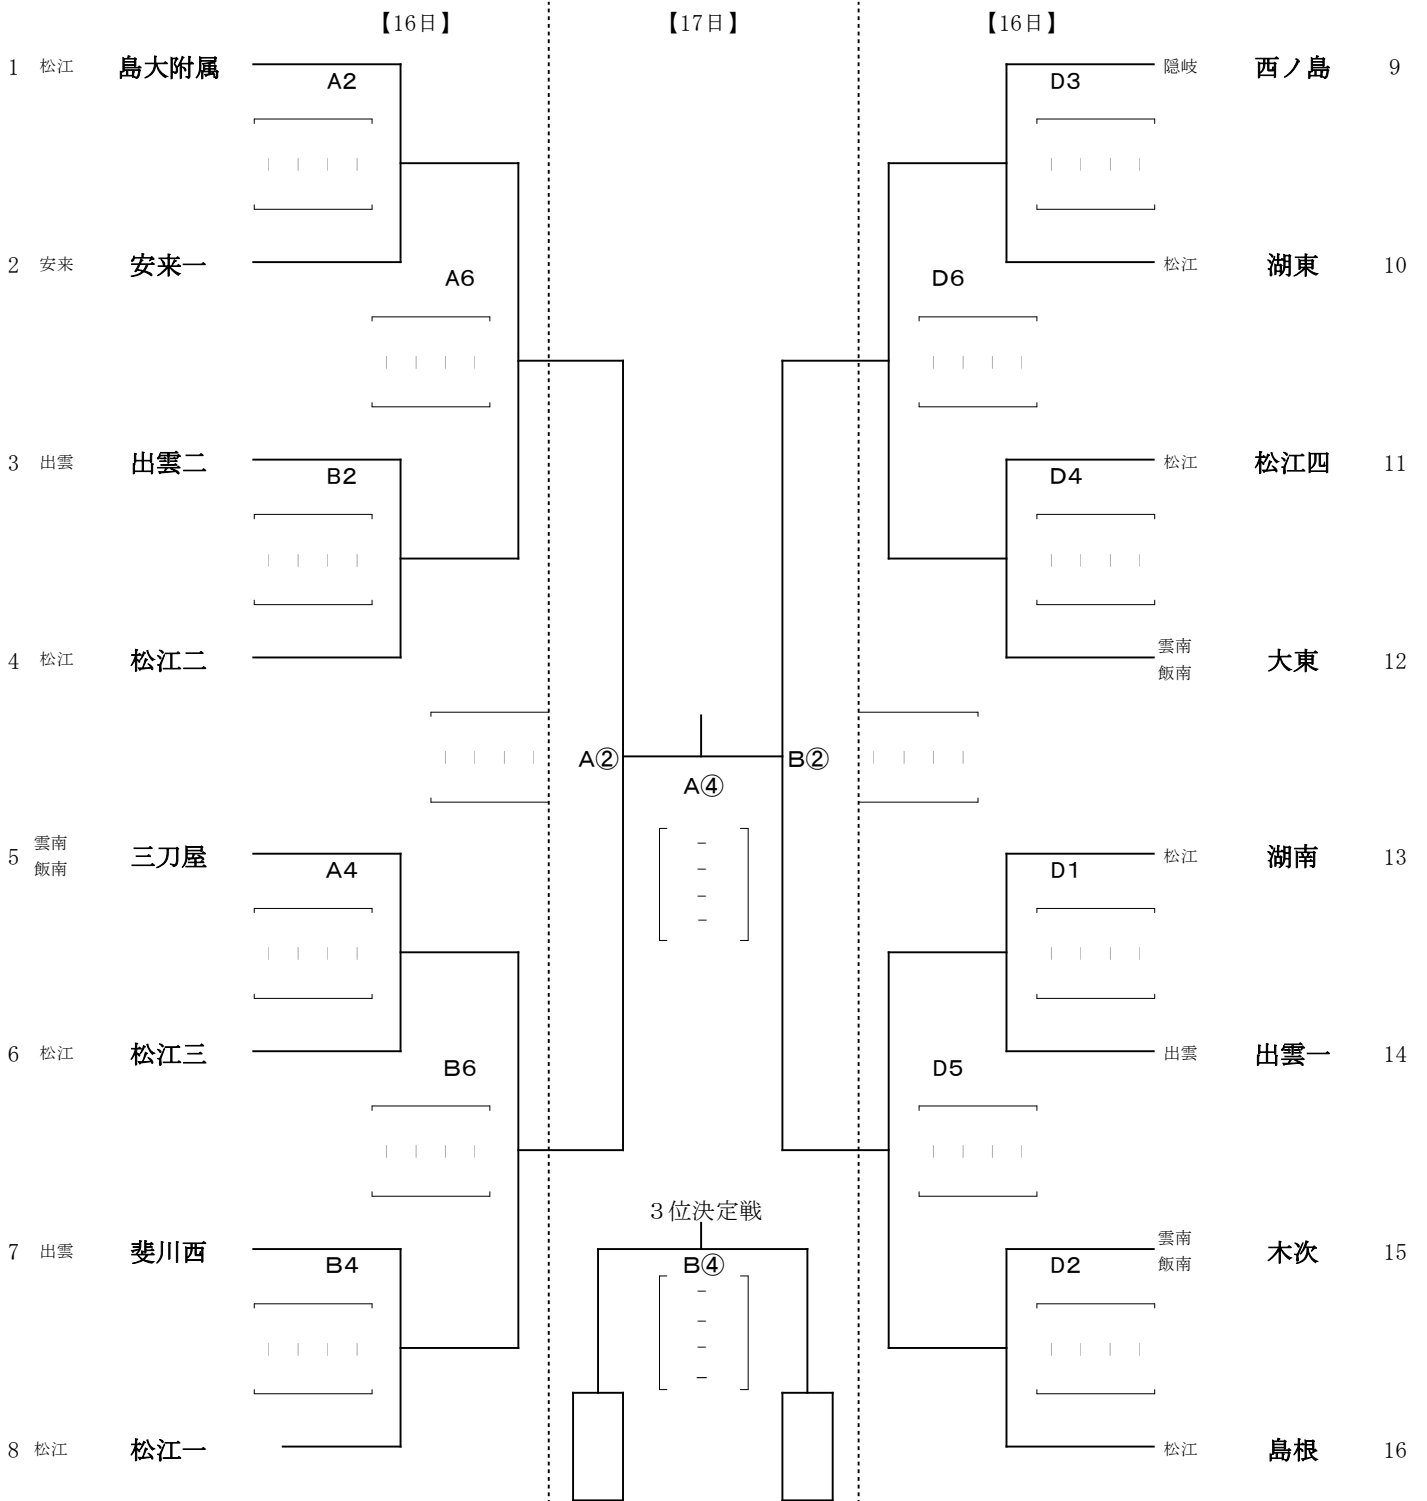 【16日】 【17日】 【16日】
1 松江 島大附属 A2 D3 隠岐 西ノ島 9
2 安来 安来一 A6 D6 松江 湖東 10
3 出雲 出雲二 B2 D4 松江 松江四 11
4 松江 松江二 雲南 飯南 大東 12
A② B②
A④
5 雲南 飯南 三刀屋 A4 D1 松江 湖南 13
6 松江 松江三 B6 D5 出雲 出雲一 14
3位決定戦
7 出雲 斐川西 B4 B④ D2 雲南 飯南 木次 15
8 松江 松江一 松江 島根 16